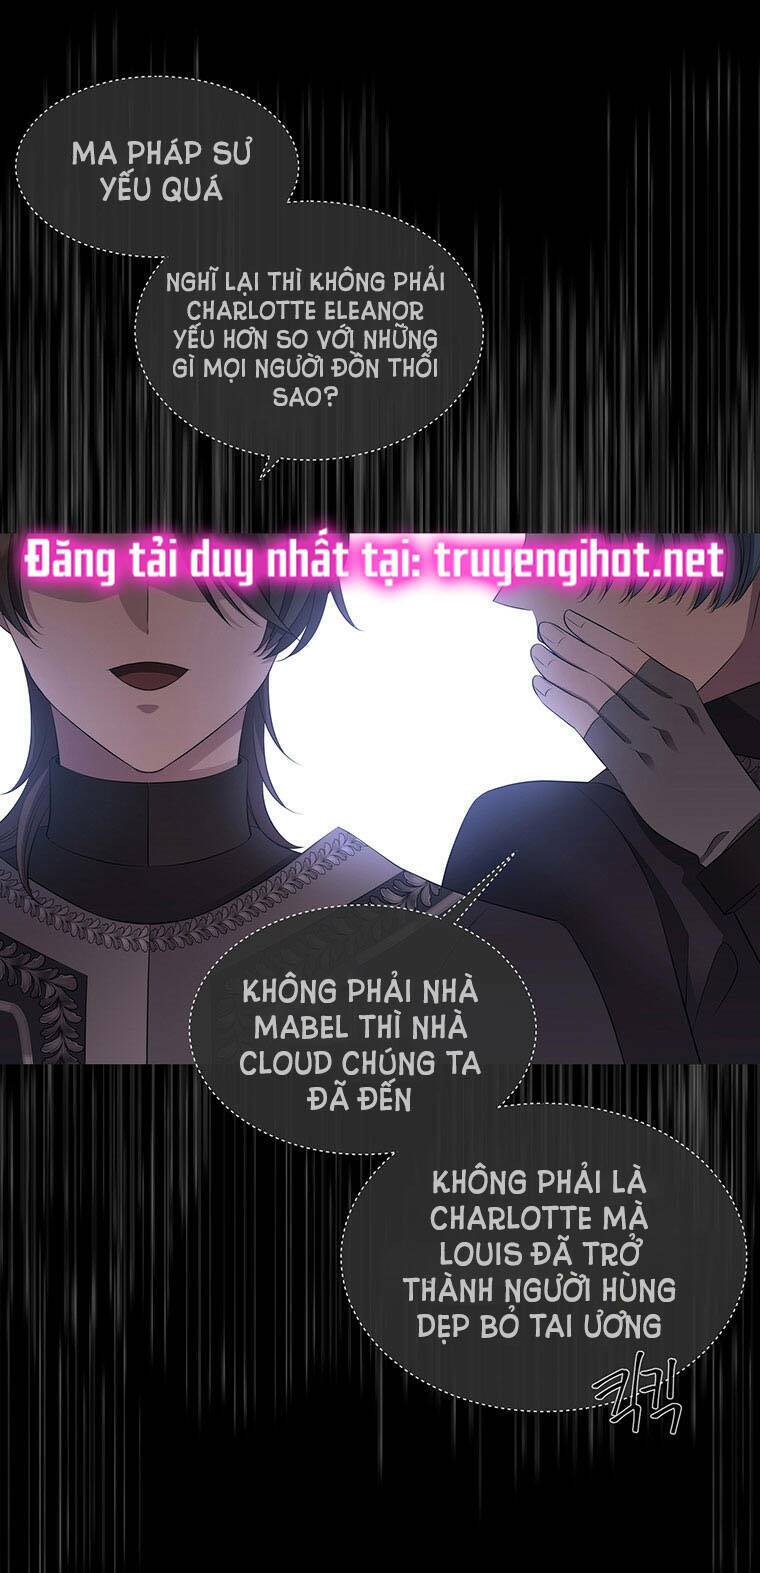 MA PHÁP SƯ
YẾU QUÁ
NGHĨ LẠI THÌ KHÔNG PHẢI
CHARLOTTE ELEANOR
YẾU HƠN SO VỚI NHỮNG
GÌ MỌI NGƯỜI ĐỒN THỔI
SAO?
Đăng tải duy nhất tại: truyengihot.net
KHÔNG PHẢI NHÀ
MABEL THÌ NHÀ
CLOUD CHÚNG TA
ĐÃ ĐẾN
KHÔNG PHẢI LÀ
CHARLOTTE MÀ
LOUIS ĐÃ TRỞ
THÀNH NGƯỜI HÙNG
DẸP BỎ TAI ƯƠNG
킥킥